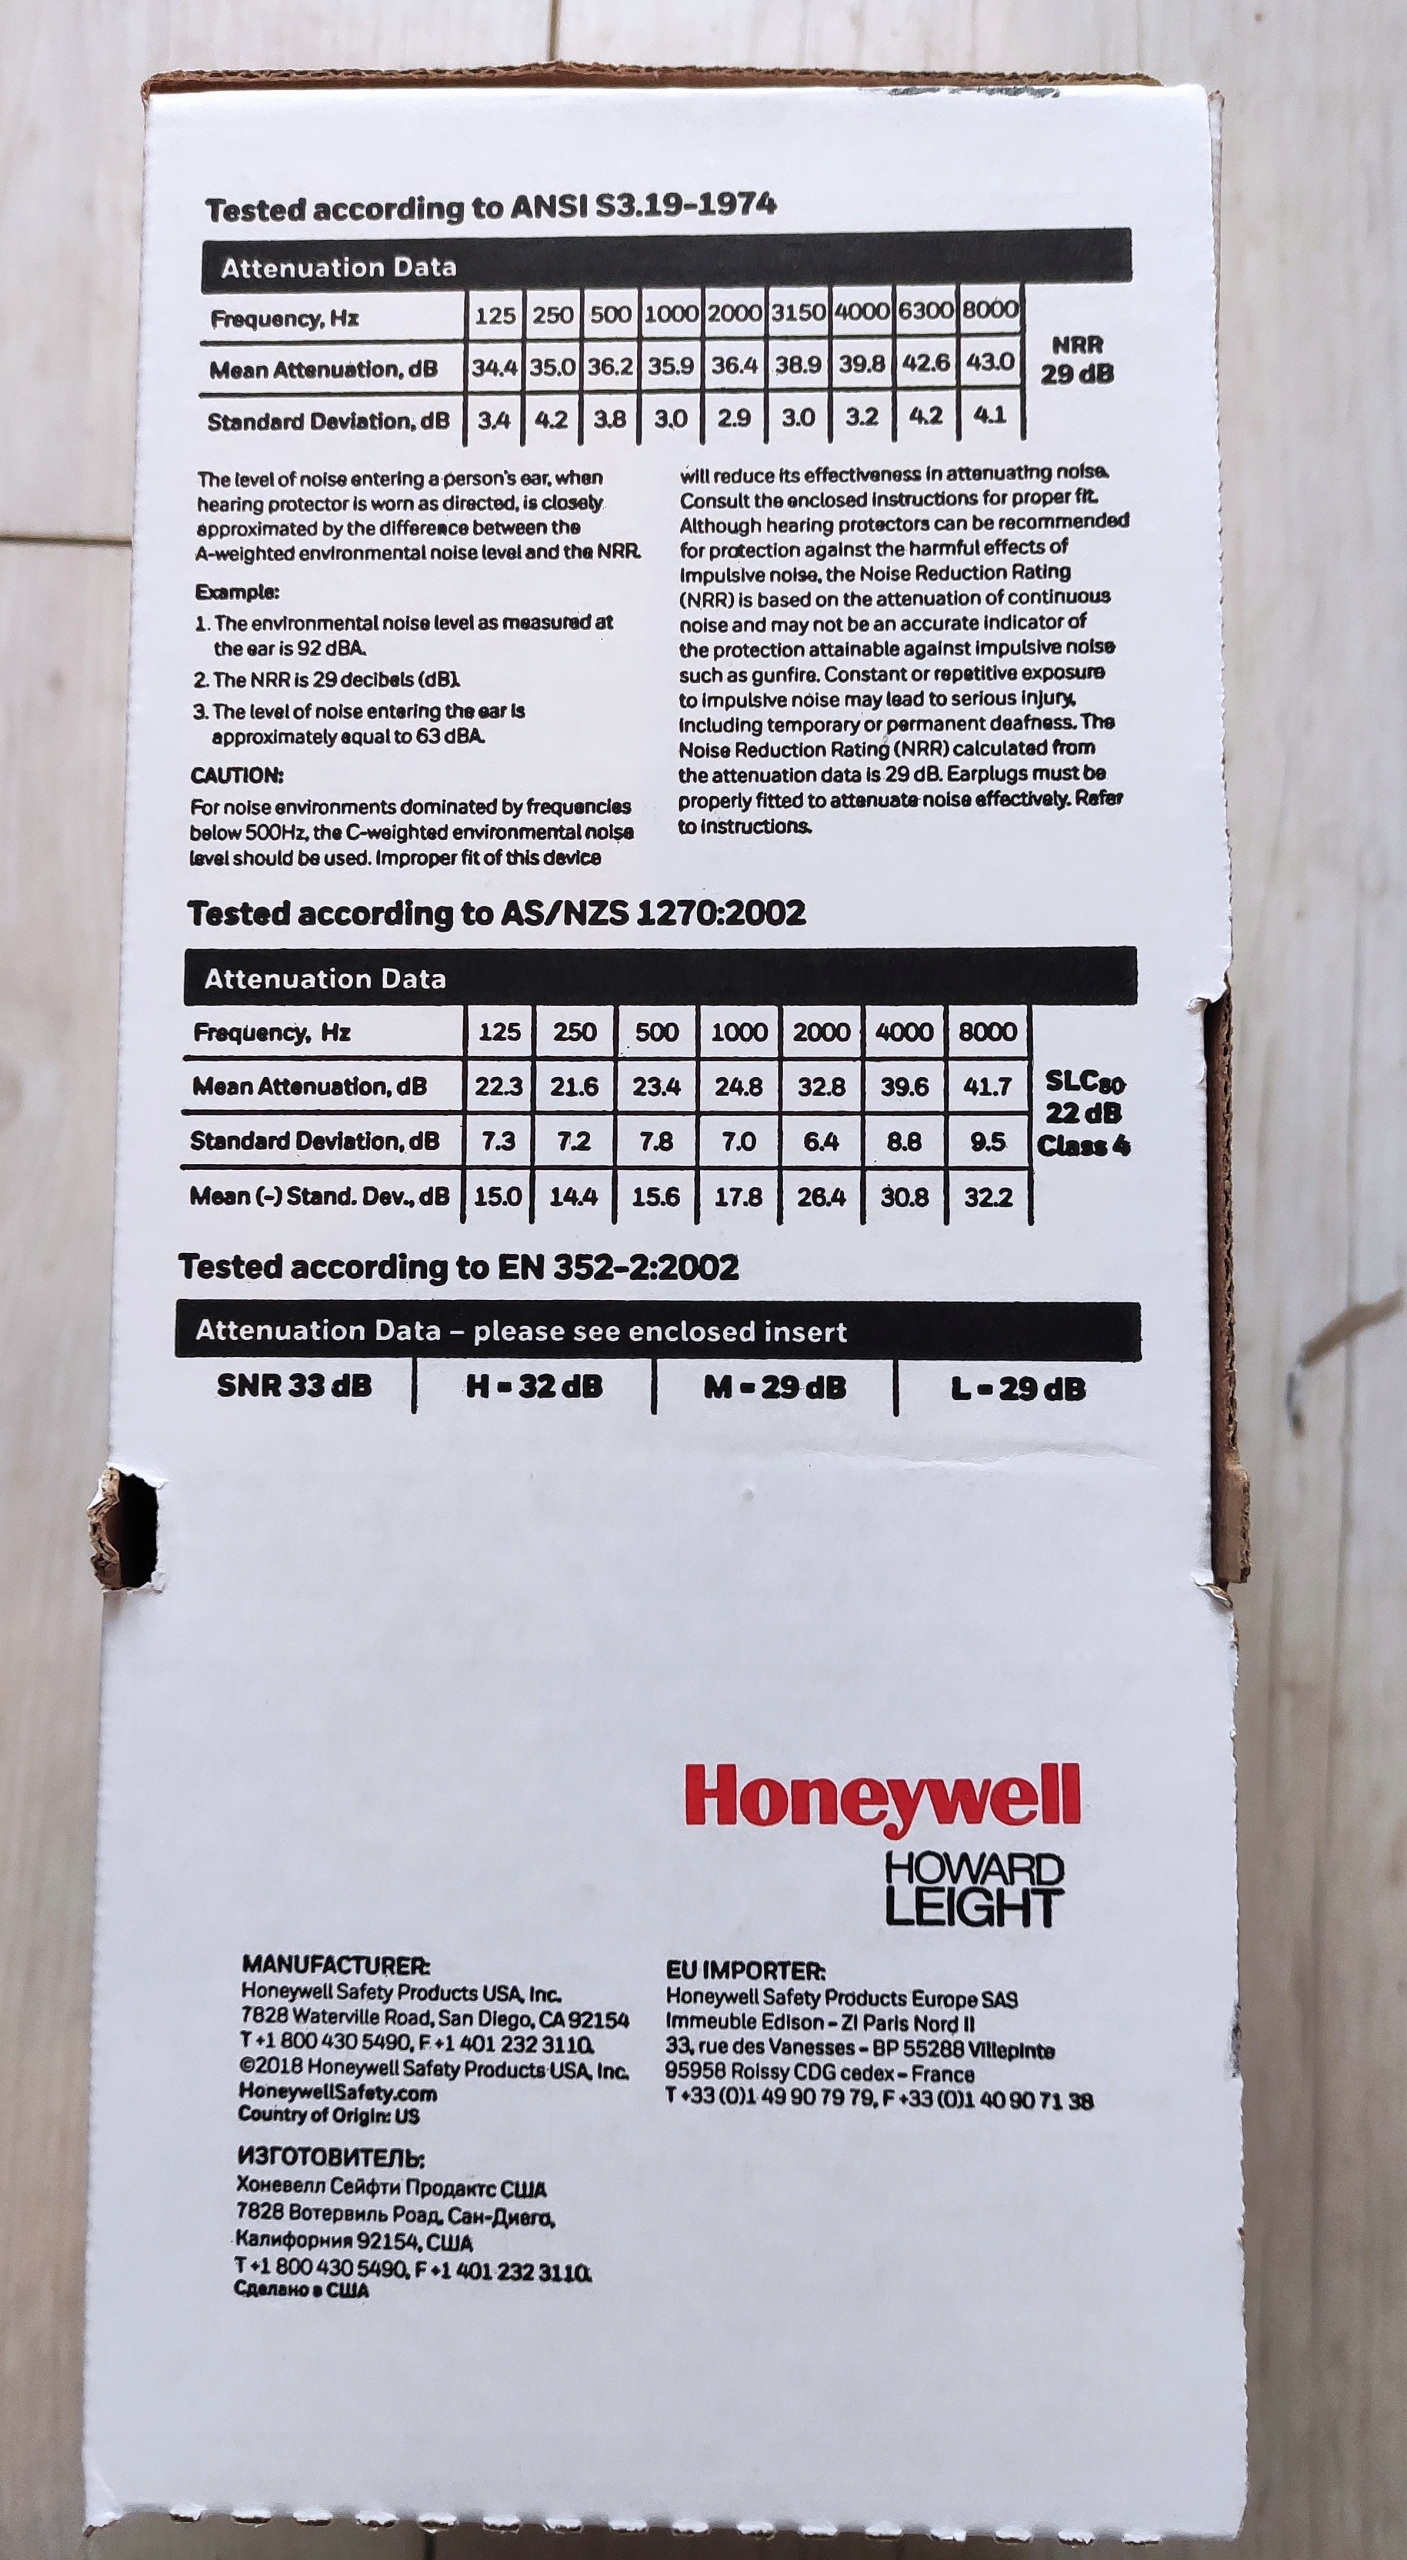 Tested according to ANSI S3.19-1974
Attenuation Data
Frequency, Hz 125 250 500 1000 2000 3150 4000 6300 8000
Mean Attenuation, dB 34.4 35.0 36.2 35.9 36.4 38.9 39.8 42.6 43.0
Standard Deviation, dB 3.4 4.2 3.8 3.0 2.9 3.0 3.2 4.2 4.1
NRR
29 dB
The level of noise entering a person's ear, when
hearing protector is worn as directed, is closely
approximated by the difference between the
A-weighted environmental noise level and the NRR.
Example:
1. The environmental noise level as measured at
the ear is 92 dBA.
2. The NRR is 29 decibels (dB).
3. The level of noise entering the ear is
approximately equal to 63 dBA.
CAUTION:
For noise environments dominated by frequencies
below 500Hz, the C-weighted environmental noise
level should be used. Improper fit of this device
will reduce its effectiveness in attenuating noise.
Consult the enclosed instructions for proper fit.
Although hearing protectors can be recommended
for protection against the harmful effects of
impulsive noise, the Noise Reduction Rating
(NRR) is based on the attenuation of continuous
noise and may not be an accurate indicator of
the protection attainable against impulsive noise
such as gunfire. Constant or repetitive exposure
to impulsive noise may lead to serious injury,
including temporary or permanent deafness. The
Noise Reduction Rating (NRR) calculated from
the attenuation data is 29 dB. Earplugs must be
properly fitted to attenuate noise effectively. Refer
to instructions.
Tested according to AS/NZS 1270:2002
Attenuation Data
Frequency, Hz 125 250 500 1000 2000 4000 8000
Mean Attenuation, dB 22.3 21.6 23.4 24.8 32.8 39.6 41.7
Standard Deviation, dB 7.3 7.2 7.8 7.0 6.4 8.8 9.5
Mean (-) Stand. Dev., dB 15.0 14.4 15.6 17.8 26.4 30.8 32.2
SLC80
22 dB
Class 4
Tested according to EN 352-2:2002
Attenuation Data – please see enclosed insert
SNR 33 dB H - 32 dB M - 29 dB L - 29 dB
Honeywell
HOWARD
LEIGHT
MANUFACTURER:
Honeywell Safety Products USA, Inc.
7828 Waterville Road, San Diego, CA 92154
T +1 800 430 5490, F +1 401 232 3110.
©2018 Honeywell Safety Products USA, Inc.
HoneywellSafety.com
Country of Origin: US
ИЗГОТОВИТЕЛЬ:
Хоневелл Сейфти Продактс США
7828 Вотервиль Роад, Сан-Диего,
Калифорния 92154, США
T +1 800 430 5490, F +1 401 232 3110.
Сделано в США
EU IMPORTER:
Honeywell Safety Products Europe SAS
Immeuble Edison – ZI Paris Nord II
33, rue des Vanesses – BP 55288 Villepinte
95958 Roissy CDG cedex – France
T +33 (0)1 49 90 79 79, F +33 (0)1 40 90 71 38